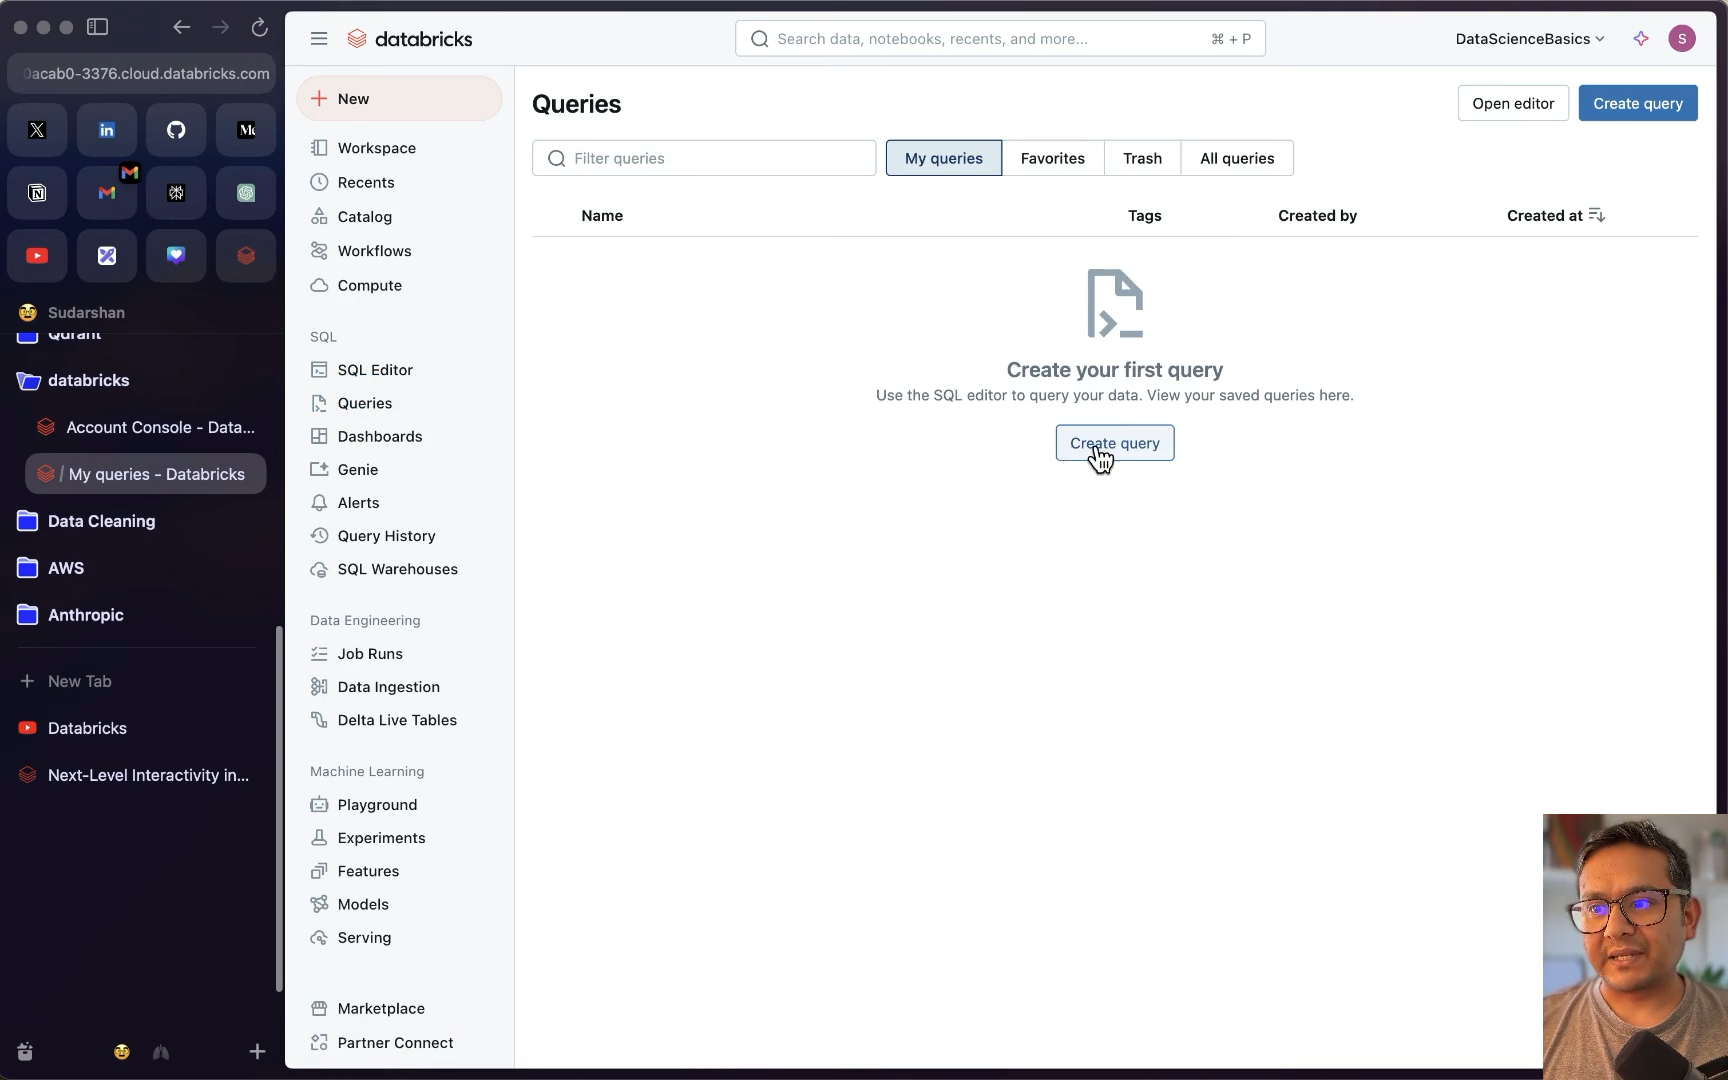 0acab0-3376.cloud.databricks.com
Sudarshan
Qdrant
databricks
Account Console - Data...
/ My queries - Databricks
Data Cleaning
AWS
Anthropic
New Tab
Databricks
Next-Level Interactivity in...
databricks
Search data, notebooks, recents, and more...
⌘ + P
DataScienceBasics
S
New
Workspace
Recents
Catalog
Workflows
Compute
SQL
SQL Editor
Queries
Dashboards
Genie
Alerts
Query History
SQL Warehouses
Data Engineering
Job Runs
Data Ingestion
Delta Live Tables
Machine Learning
Playground
Experiments
Features
Models
Serving
Marketplace
Partner Connect
Queries
Open editor
Create query
Filter queries
My queries
Favorites
Trash
All queries
Name
Tags
Created by
Created at
Create your first query
Use the SQL editor to query your data. View your saved queries here.
Create query